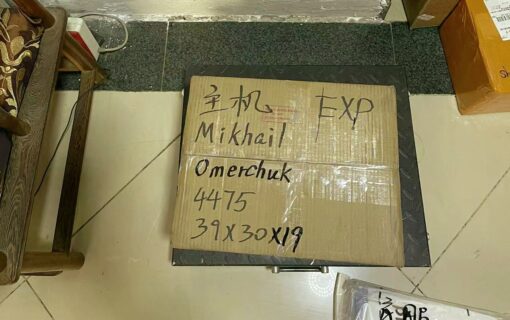 主机 EXP
Mikhail
Omerchuk
4475
39X30X19